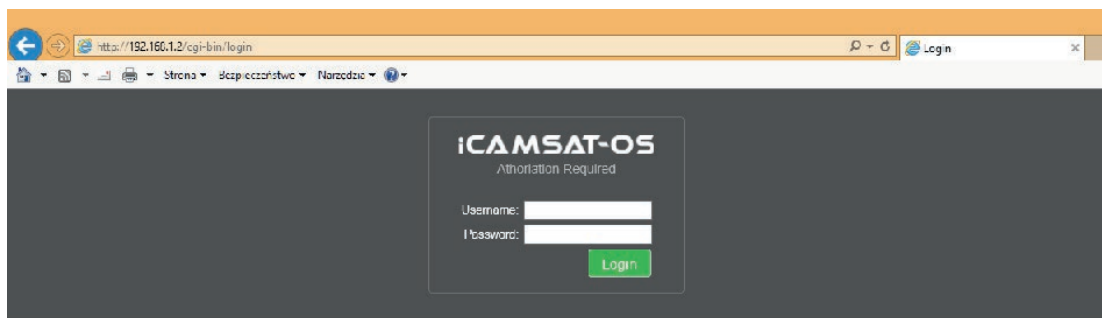 http://192.168.1.2/cgi-bin/login
Login
Strona Bezpieczeństwo Narzędzia
iCAMSAT-OS
Athoriation Required
Username:
Password:
Login